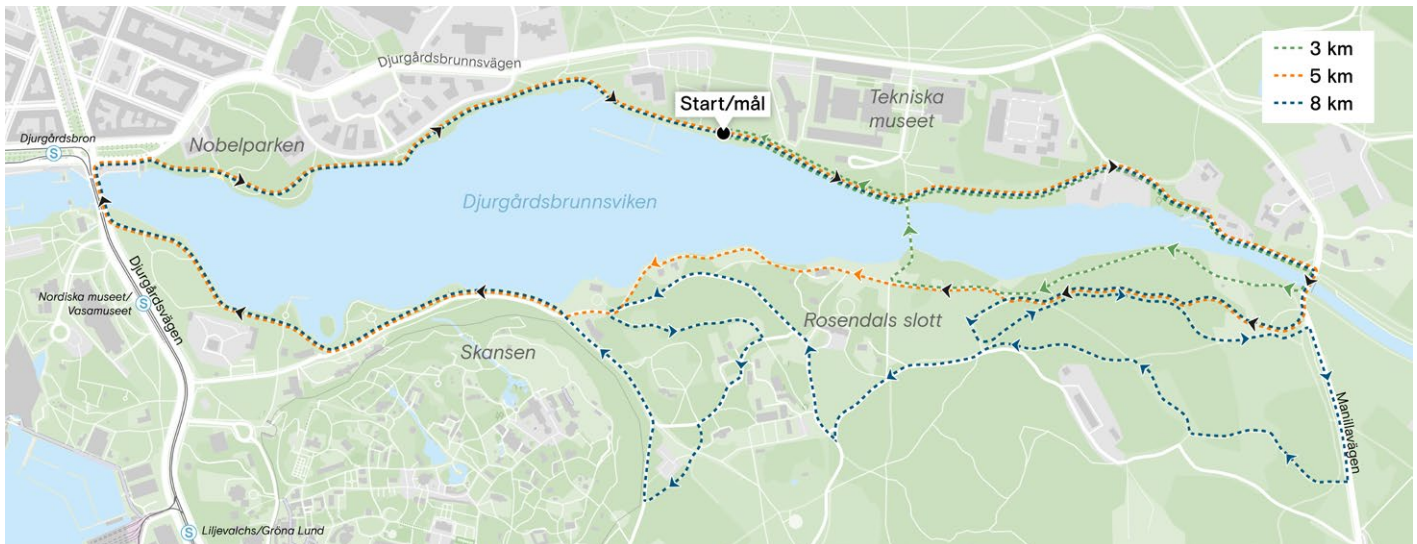 Djurgårdsbrunnsvägen
3 km
5 km
8 km
Start/mål
Tekniska
museet
Djurgårdsbron
S
Nobelparken
Djurgårdsbrunnsviken
Djurgårdsvägen
Nordiska museet/
Vasamuseet
S
Rosendals slott
Skansen
Manillavägen
S
Liljevalchs/Gröna Lund